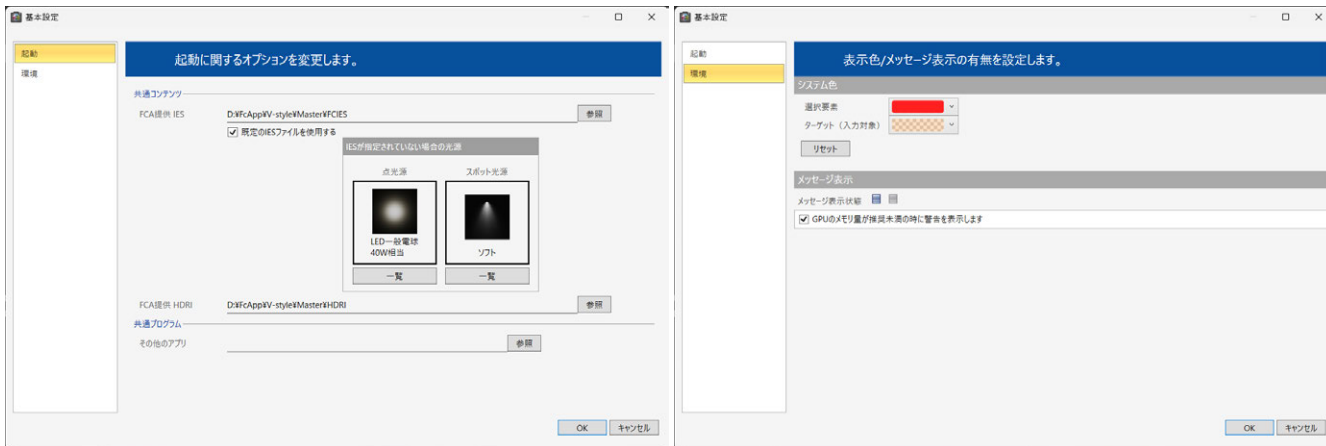 基本設定
起動
環境
起動に関するオプションを変更します。
共通コンテンツ
FCA提供 IES
D:¥FcApp¥V-style¥Master¥FCIES
参照
既定のIESファイルを使用する
IESが指定されていない場合の光源
点光源
スポット光源
LED一般電球
40W相当
ソフト
一覧
一覧
FCA提供 HDRI
D:¥FcApp¥V-style¥Master¥HDRI
参照
共通プログラム
その他のアプリ
参照
OK
キャンセル
基本設定
起動
環境
表示色/メッセージ表示の有無を設定します。
システム色
選択要素
ターゲット（入力対象）
リセット
メッセージ表示
メッセージ表示状態
GPUのメモリ量が推奨未満の時に警告を表示します
OK
キャンセル